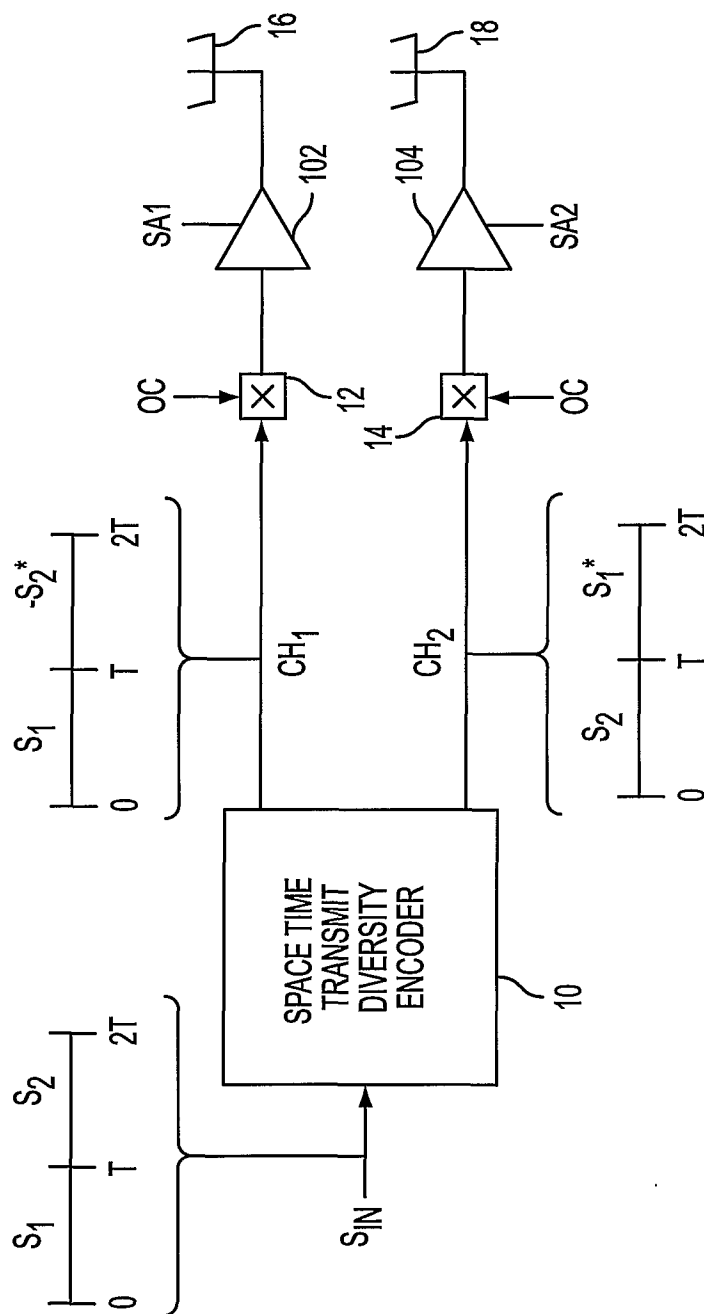 S1 S2
0 T 2T
SIN
SPACE TIME
TRANSMIT
DIVERSITY
ENCODER
10
S1 -S2*
0 T 2T
CH1
CH2
S2 S1*
0 T 2T
OC
12
14
OC
SA1
102
104
SA2
16
18